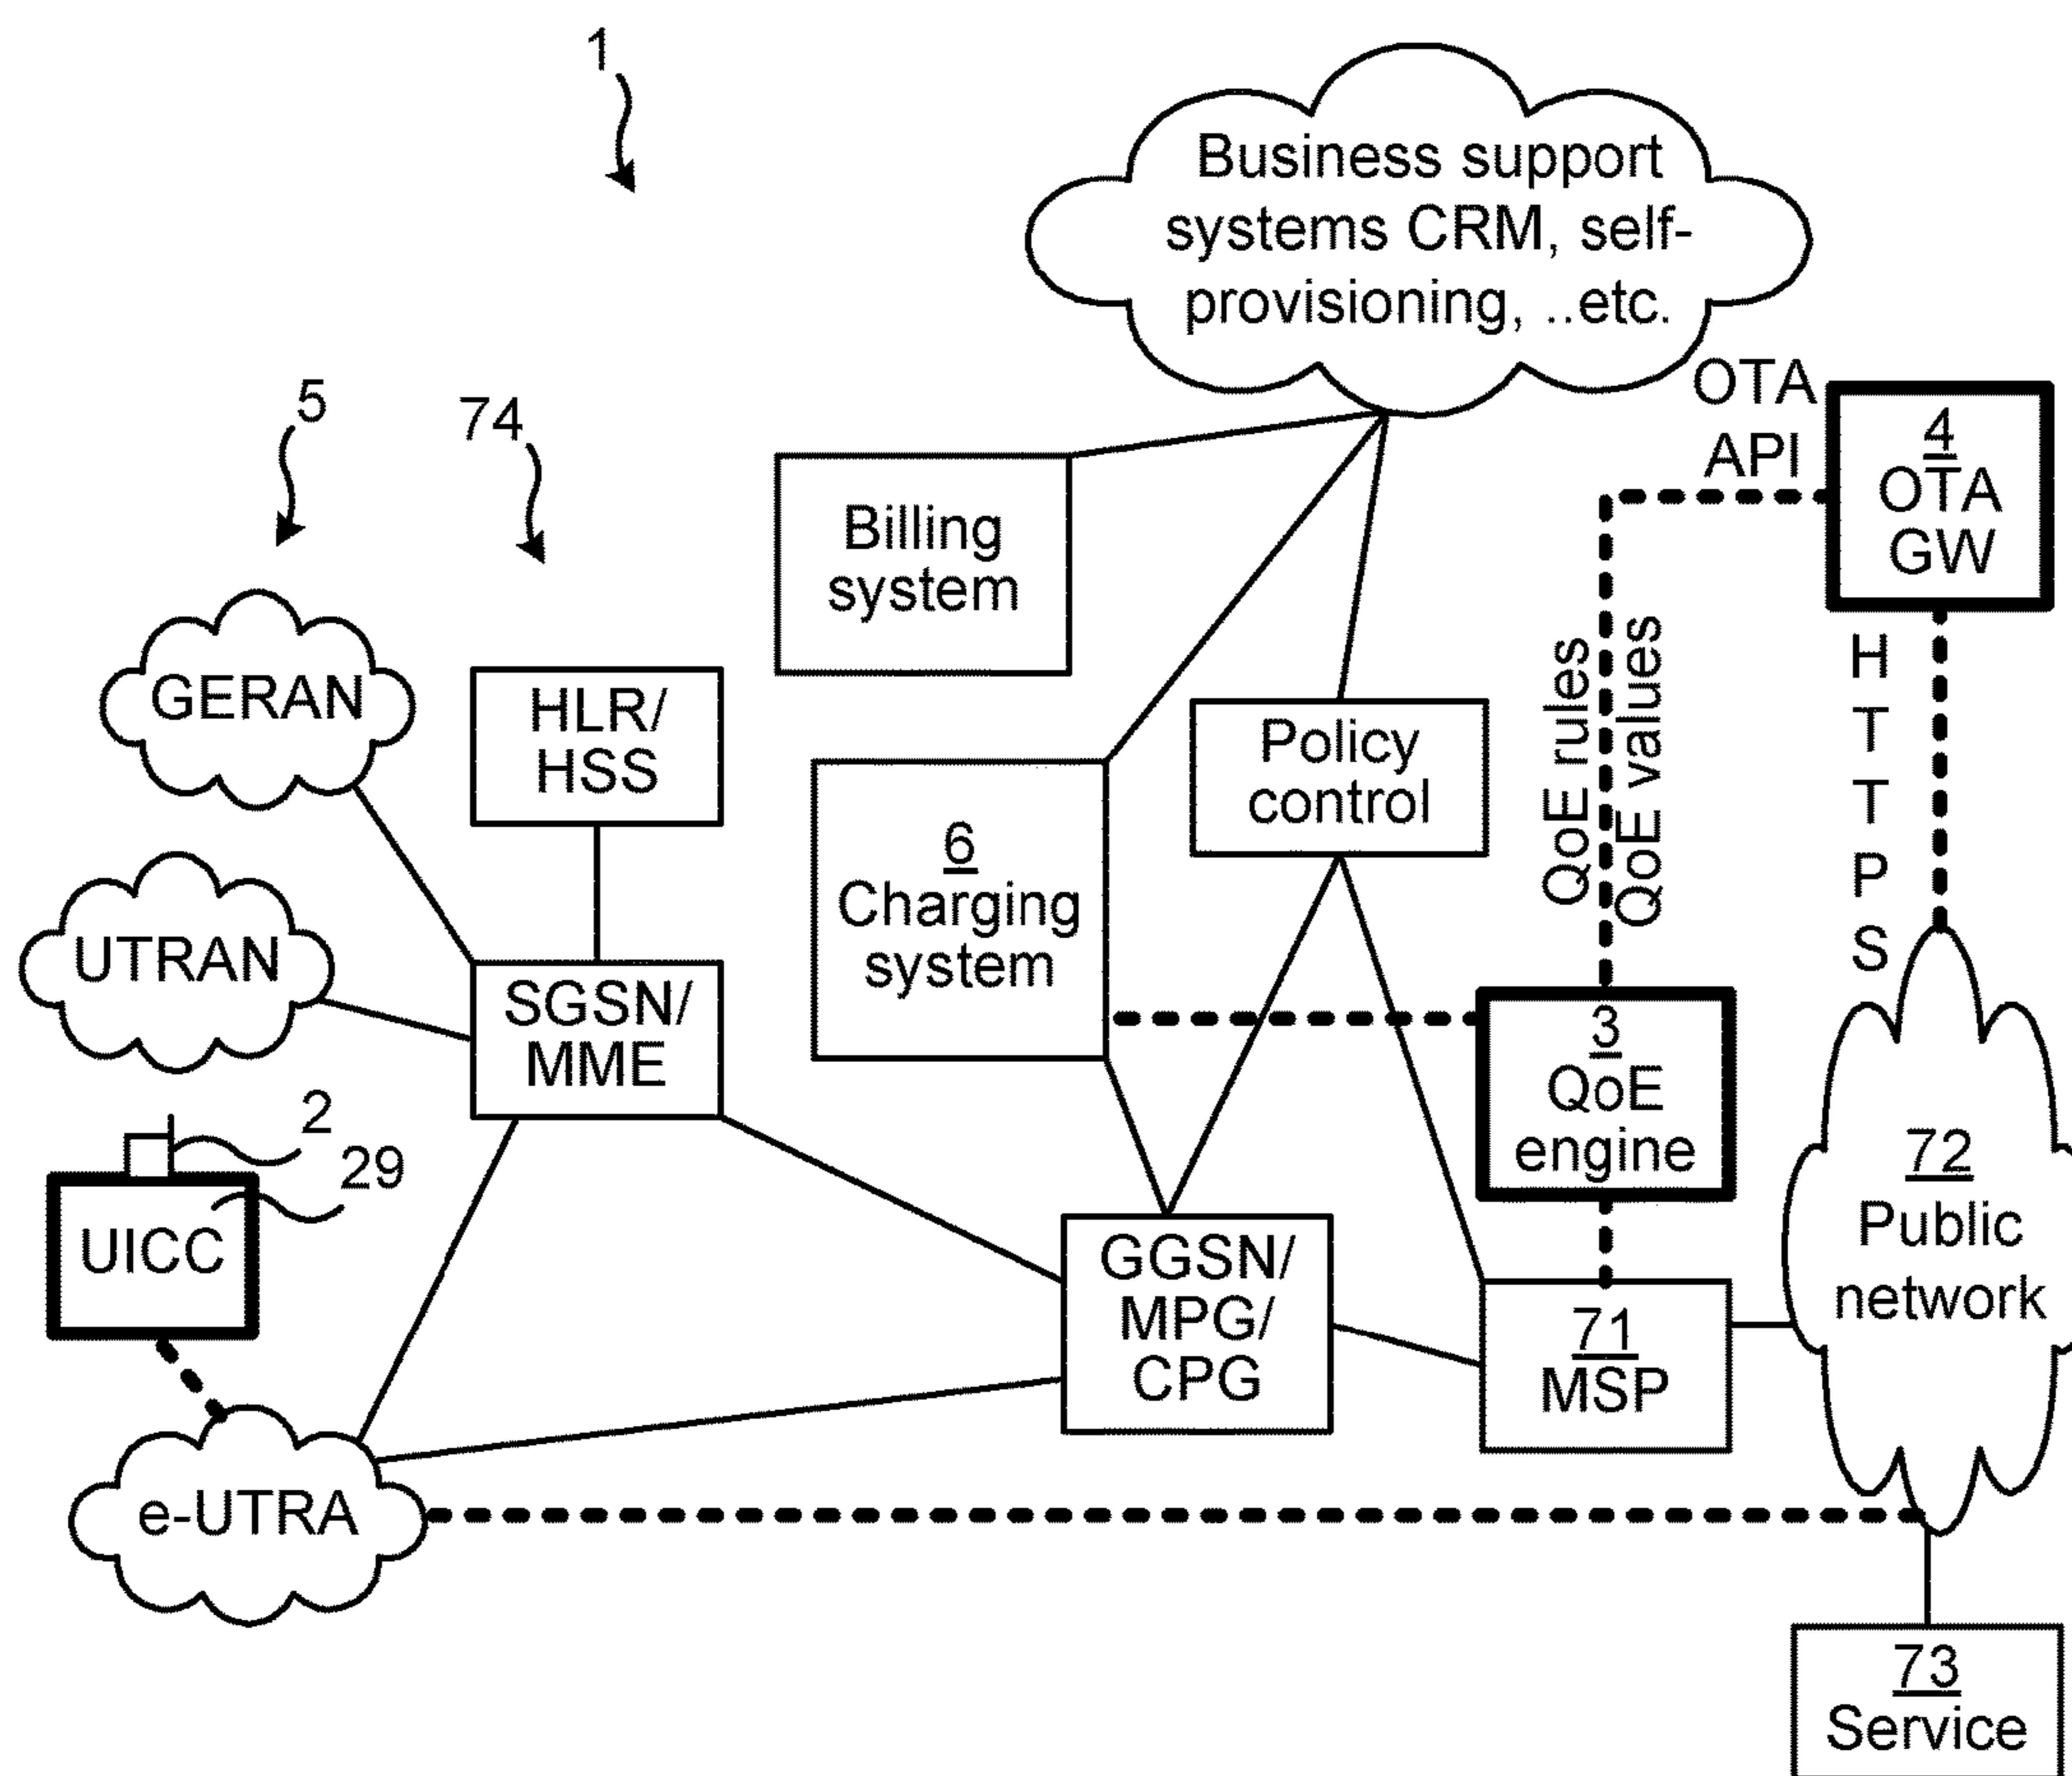 1
Business support
systems CRM, self-
provisioning, ..etc.
5
74
OTA
API
4
OTA
GW
Billing
system
GERAN
HLR/
HSS
Policy
control
QoE rules
QoE values
H
T
T
P
S
6
Charging
system
UTRAN
SGSN/
MME
3
QoE
engine
2
29
UICC
72
Public
network
GGSN/
MPG/
CPG
71
MSP
e-UTRA
73
Service